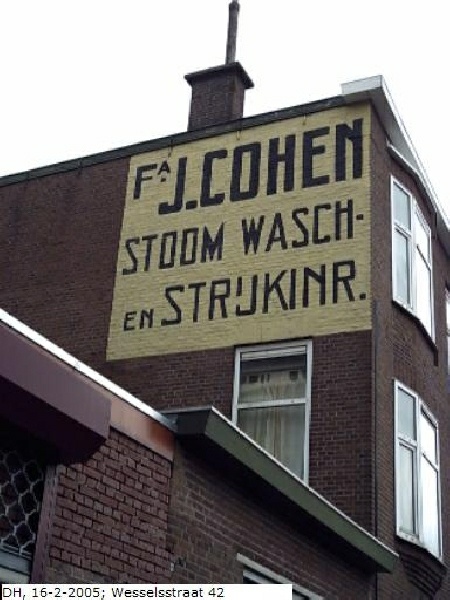 FA. J. COHEN
STOOM WASCH-
EN STRIJKINR.
DH, 16-2-2005; Wesselsstraat 42